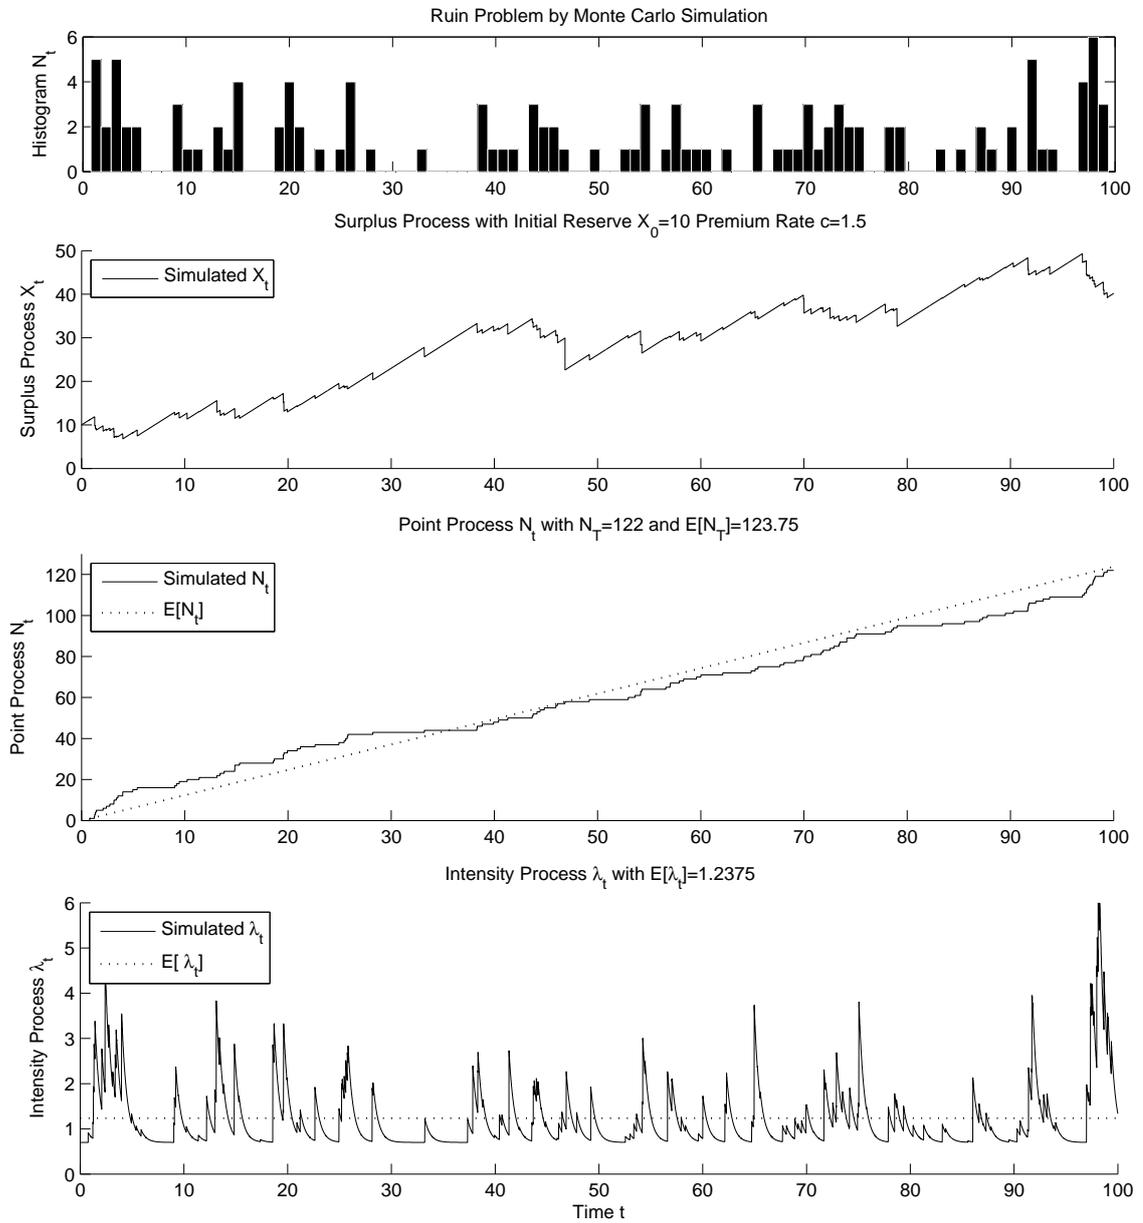 Ruin Problem by Monte Carlo Simulation
Histogram N_t
0 2 4 6
0 10 20 30 40 50 60 70 80 90 100
Surplus Process with Initial Reserve X_0=10 Premium Rate c=1.5
Surplus Process X_t
Simulated X_t
0 10 20 30 40 50
0 10 20 30 40 50 60 70 80 90 100
Point Process N_t with N_T=122 and E[N_T]=123.75
Point Process N_t
Simulated N_t
E[N_t]
0 20 40 60 80 100 120
0 10 20 30 40 50 60 70 80 90 100
Intensity Process λ_t with E[λ_t]=1.2375
Intensity Process λ_t
Simulated λ_t
E[ λ_t]
0 1 2 3 4 5 6
0 10 20 30 40 50 60 70 80 90 100
Time t